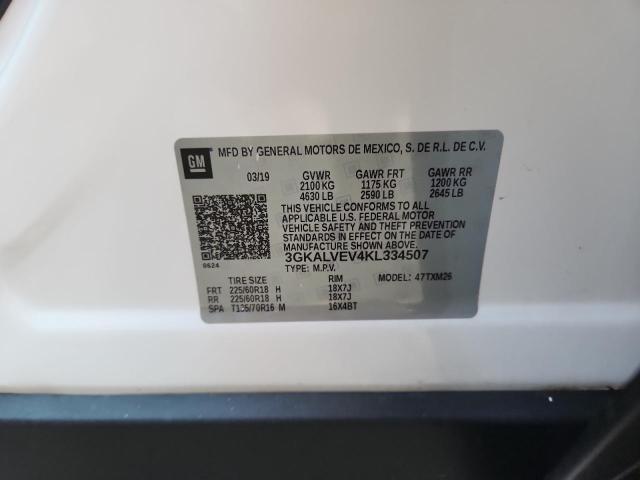 GM
MFD BY GENERAL MOTORS DE MEXICO, S. DE R.L. DE C.V.
03/19 GVWR GAWR FRT GAWR RR
2100 KG 1175 KG 1200 KG
4630 LB 2590 LB 2645 LB
THIS VEHICLE CONFORMS TO ALL
APPLICABLE U.S. FEDERAL MOTOR
VEHICLE SAFETY AND THEFT PREVENTION
STANDARDS IN EFFECT ON THE DATE OF
MANUFACTURE SHOWN ABOVE.
3GKALVEV4KL334507
0624 TYPE: M.P.V. MODEL: 47TXM26
TIRE SIZE RIM
FRT 225/60R18 H 18X7J
RR 225/60R18 H 18X7J
SPA T135/70R16 M 16X4BT